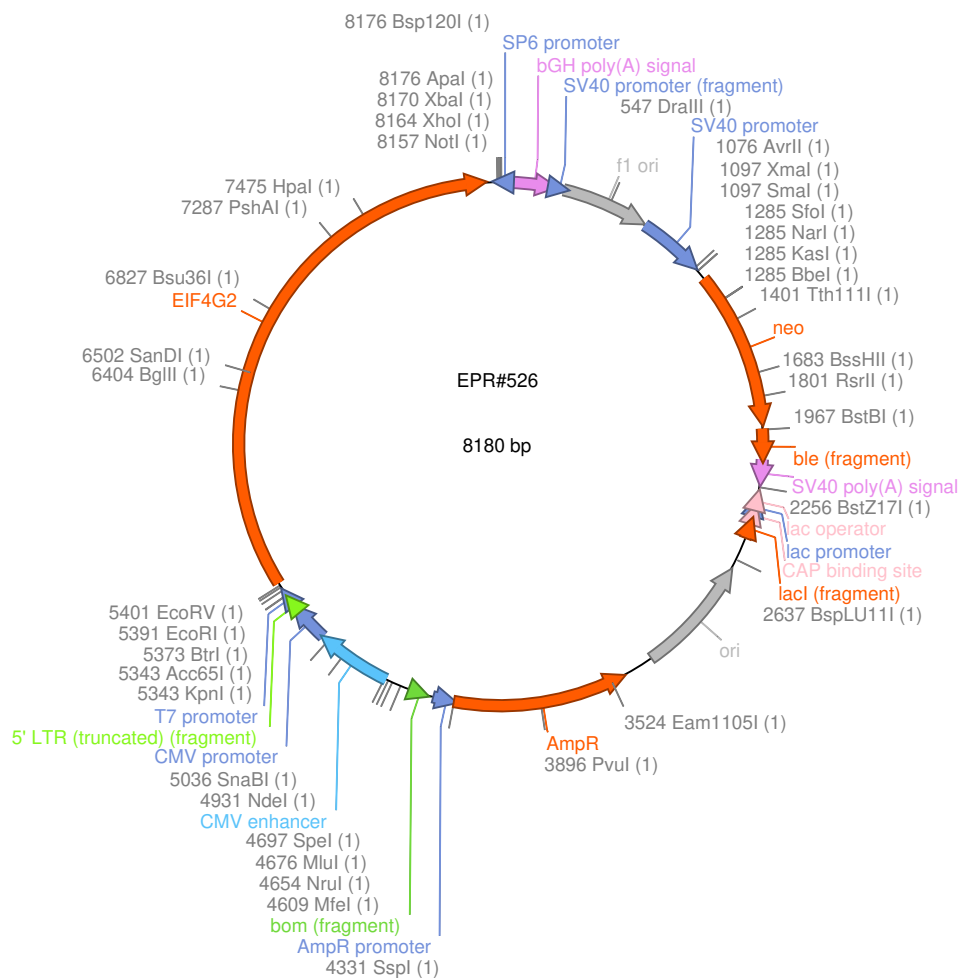 8176 Bsp120I (1)
SP6 promoter
bGH poly(A) signal
8176 ApaI (1)
SV40 promoter (fragment)
8170 XbaI (1)
547 DraIII (1)
8164 XhoI (1)
SV40 promoter
8157 NotI (1)
1076 AvrII (1)
f1 ori
1097 XmaI (1)
7475 HpaI (1)
1097 SmaI (1)
7287 PshAI (1)
1285 SfoI (1)
1285 NarI (1)
1285 KasI (1)
6827 Bsu36I (1)
1285 BbeI (1)
EIF4G2
1401 Tth111I (1)
neo
6502 SanDI (1)
1683 BssHII (1)
6404 BglII (1)
EPR#526
1801 RsrII (1)
1967 BstBI (1)
8180 bp
ble (fragment)
SV40 poly(A) signal
2256 BstZ17I (1)
lac operator
lac promoter
CAP binding site
lacI (fragment)
5401 EcoRV (1)
2637 BspLU11I (1)
5391 EcoRI (1)
5373 BtrI (1)
ori
5343 Acc65I (1)
5343 KpnI (1)
T7 promoter
3524 Eam1105I (1)
5' LTR (truncated) (fragment)
AmpR
CMV promoter
3896 PvuI (1)
5036 SnaBI (1)
4931 NdeI (1)
CMV enhancer
4697 SpeI (1)
4676 MluI (1)
4654 NruI (1)
4609 MfeI (1)
bom (fragment)
AmpR promoter
4331 SspI (1)